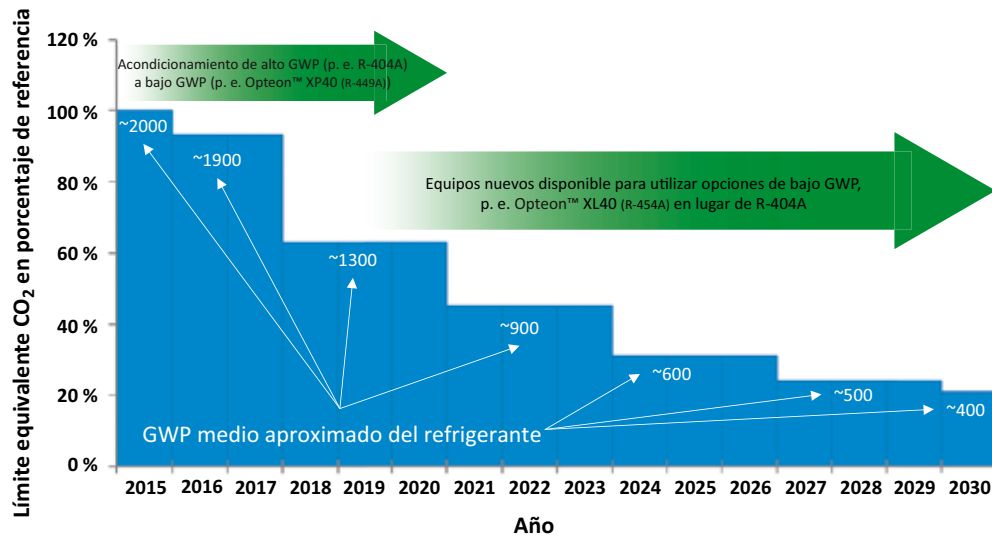 Límite equivalente CO₂ en porcentaje de referencia
120 %
100 %
80 %
60 %
40 %
20 %
0 %
Acondicionamiento de alto GWP (p. e. R-404A)
a bajo GWP (p. e. Opteon™ XP40 (R-449A))
Equipos nuevos disponible para utilizar opciones de bajo GWP,
p. e. Opteon™ XL40 (R-454A) en lugar de R-404A
~2000
~1900
~1300
~900
~600
~500
~400
GWP medio aproximado del refrigerante
2015 2016 2017 2018 2019 2020 2021 2022 2023 2024 2025 2026 2027 2028 2029 2030
Año